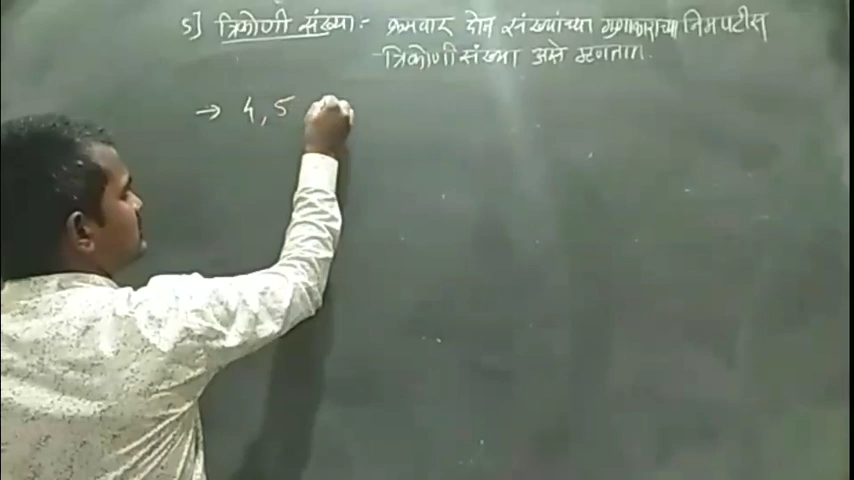 5] त्रिकोणी संख्या :- क्रमवार दोन संख्यांच्या गुणाकाराच्या निमपटीस
त्रिकोणी संख्या असे म्हणतात.
→ 4, 5